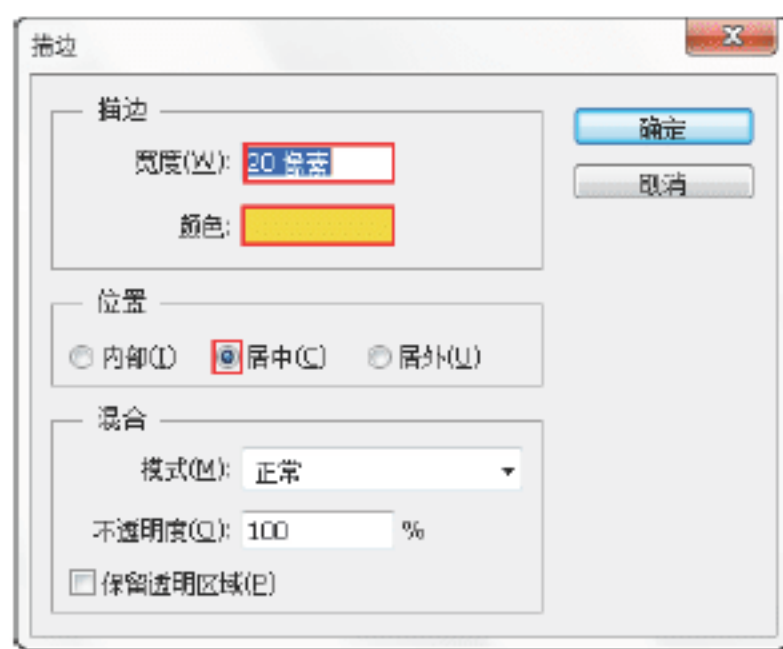 描边
描边
确定
宽度(W): 20 像素
取消
颜色:
位置
内部(I) 居中(C) 居外(U)
混合
模式(M): 正常
不透明度(O): 100 %
保留透明区域(P)